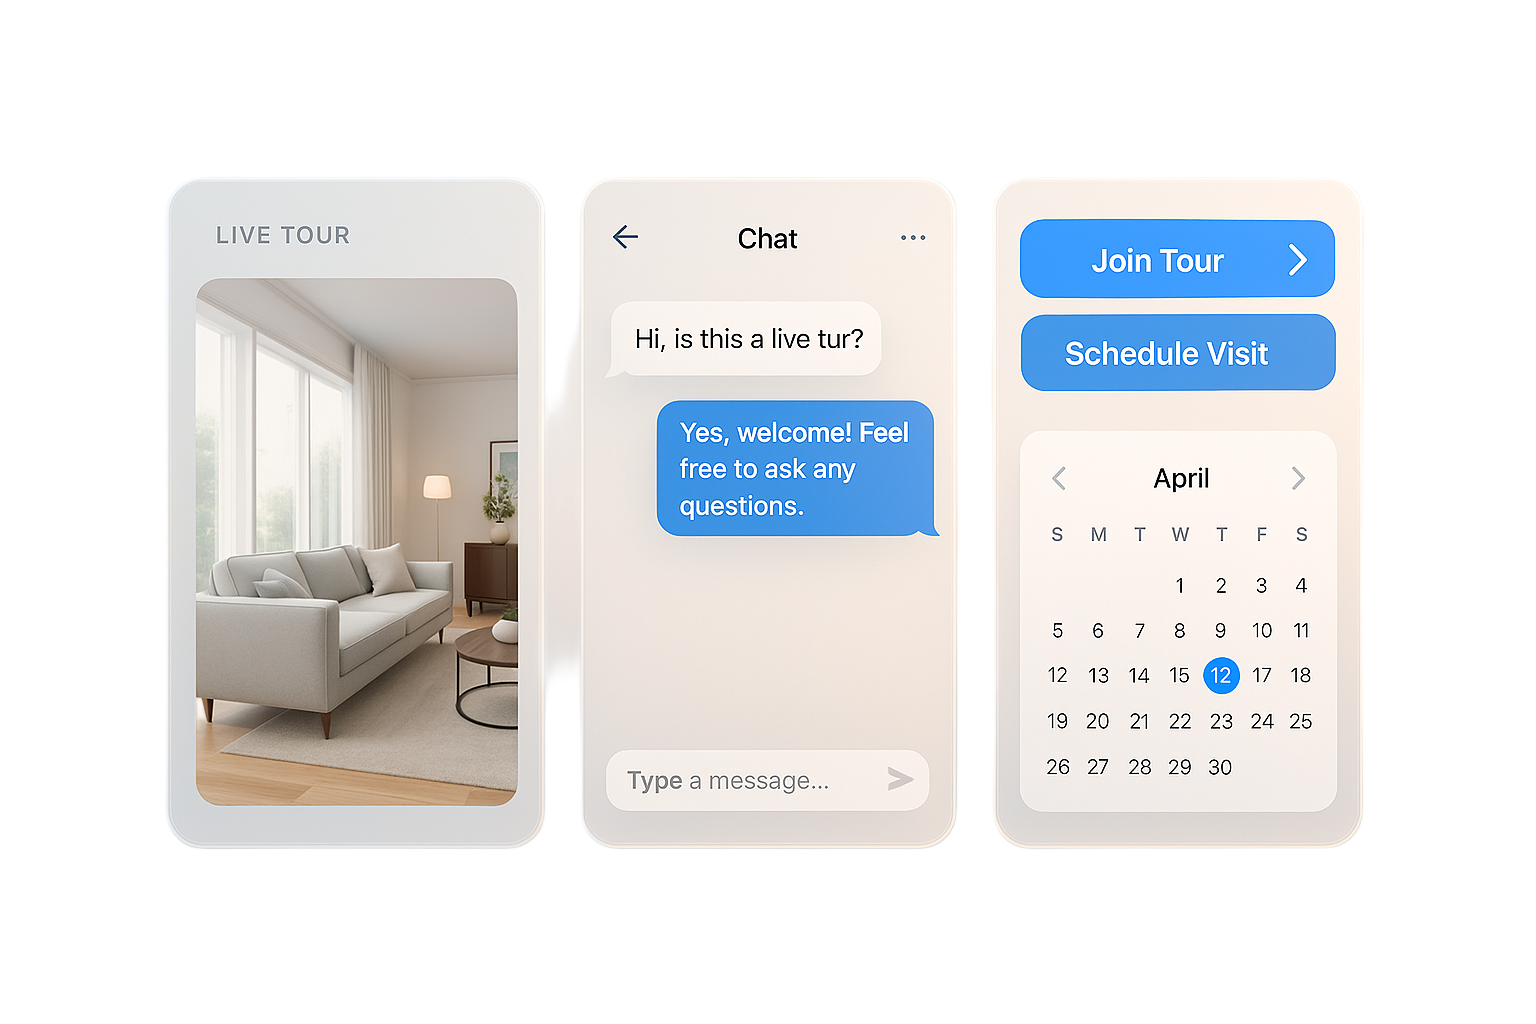 LIVE TOUR
Chat
Hi, is this a live tur?
Yes, welcome! Feel
free to ask any
questions.
Type a message...
Join Tour
Schedule Visit
April
S M T W T F S
1 2 3 4
5 6 7 8 9 10 11
12 13 14 15 12 17 18
19 20 21 22 23 24 25
26 27 28 29 30